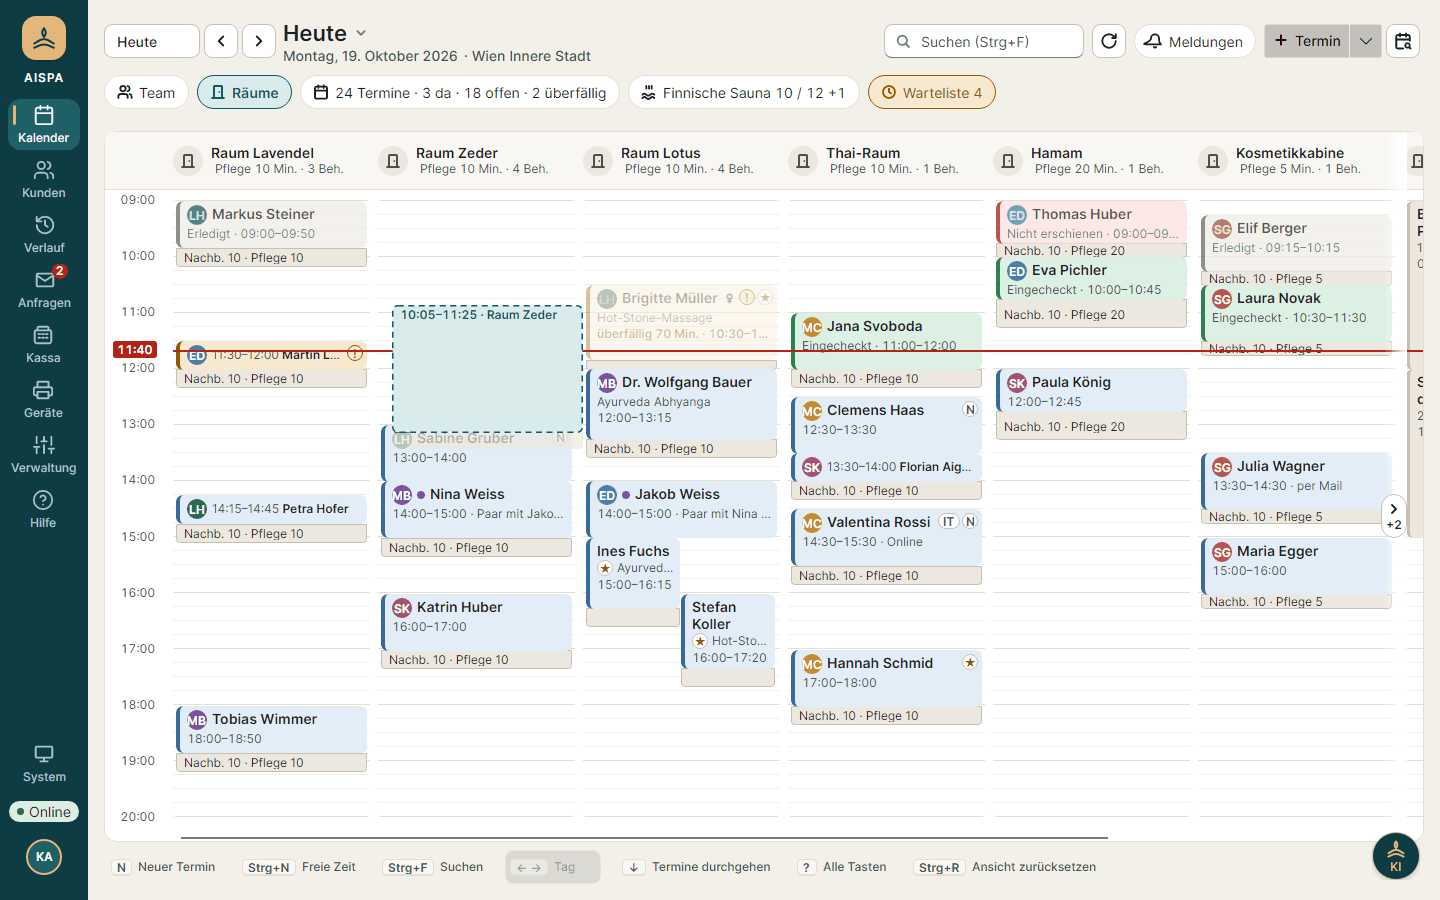 AISPA
Kalender
Kunden
Verlauf
2
Anfragen
Kassa
Geräte
Verwaltung
Hilfe
System
Online
KA
Heute
Heute
Montag, 19. Oktober 2026 · Wien Innere Stadt
Suchen (Strg+F)
Meldungen
+ Termin
Team
Räume
24 Termine · 3 da · 18 offen · 2 überfällig
Finnische Sauna 10 / 12 +1
Warteliste 4
Raum Lavendel
Pflege 10 Min. · 3 Beh.
Raum Zeder
Pflege 10 Min. · 4 Beh.
Raum Lotus
Pflege 10 Min. · 4 Beh.
Thai-Raum
Pflege 10 Min. · 1 Beh.
Hamam
Pflege 20 Min. · 1 Beh.
Kosmetikkabine
Pflege 5 Min. · 1 Beh.
09:00
10:00
11:00
11:40
12:00
13:00
14:00
15:00
16:00
17:00
18:00
19:00
20:00
LH Markus Steiner
Erledigt · 09:00–09:50
Nachb. 10 · Pflege 10
ED 11:30–12:00 Martin L...
Nachb. 10 · Pflege 10
LH 14:15–14:45 Petra Hofer
Nachb. 10 · Pflege 10
MB Tobias Wimmer
18:00–18:50
Nachb. 10 · Pflege 10
10:05–11:25 · Raum Zeder
LH Sabine Gruber N
13:00–14:00
MB Nina Weiss
14:00–15:00 · Paar mit Jako...
Nachb. 10 · Pflege 10
SK Katrin Huber
16:00–17:00
Nachb. 10 · Pflege 10
LH Brigitte Müller
Hot-Stone-Massage
überfällig 70 Min. · 10:30–1...
MB Dr. Wolfgang Bauer
Ayurveda Abhyanga
12:00–13:15
Nachb. 10 · Pflege 10
ED Jakob Weiss
14:00–15:00 · Paar mit Nina ...
Ines Fuchs
Ayurved...
15:00–16:15
Stefan
Koller
Hot-Sto...
16:00–17:20
MC Jana Svoboda
Eingecheckt · 11:00–12:00
Nachb. 10 · Pflege 10
MC Clemens Haas N
12:30–13:30
SK 13:30–14:00 Florian Aig...
Nachb. 10 · Pflege 10
MC Valentina Rossi IT N
14:30–15:30 · Online
Nachb. 10 · Pflege 10
MC Hannah Schmid
17:00–18:00
Nachb. 10 · Pflege 10
ED Thomas Huber
Nicht erschienen · 09:00–09...
Nachb. 10 · Pflege 20
ED Eva Pichler
Eingecheckt · 10:00–10:45
Nachb. 10 · Pflege 20
SK Paula König
12:00–12:45
Nachb. 10 · Pflege 20
SG Elif Berger
Erledigt · 09:15–10:15
Nachb. 10 · Pflege 5
SG Laura Novak
Eingecheckt · 10:30–11:30
Nachb. 10 · Pflege 5
SG Julia Wagner
13:30–14:30 · per Mail
Nachb. 10 · Pflege 5
SG Maria Egger
15:00–16:00
Nachb. 10 · Pflege 5
+2
N Neuer Termin
Strg+N Freie Zeit
Strg+F Suchen
← → Tag
↓ Termine durchgehen
? Alle Tasten
Strg+R Ansicht zurücksetzen
KI